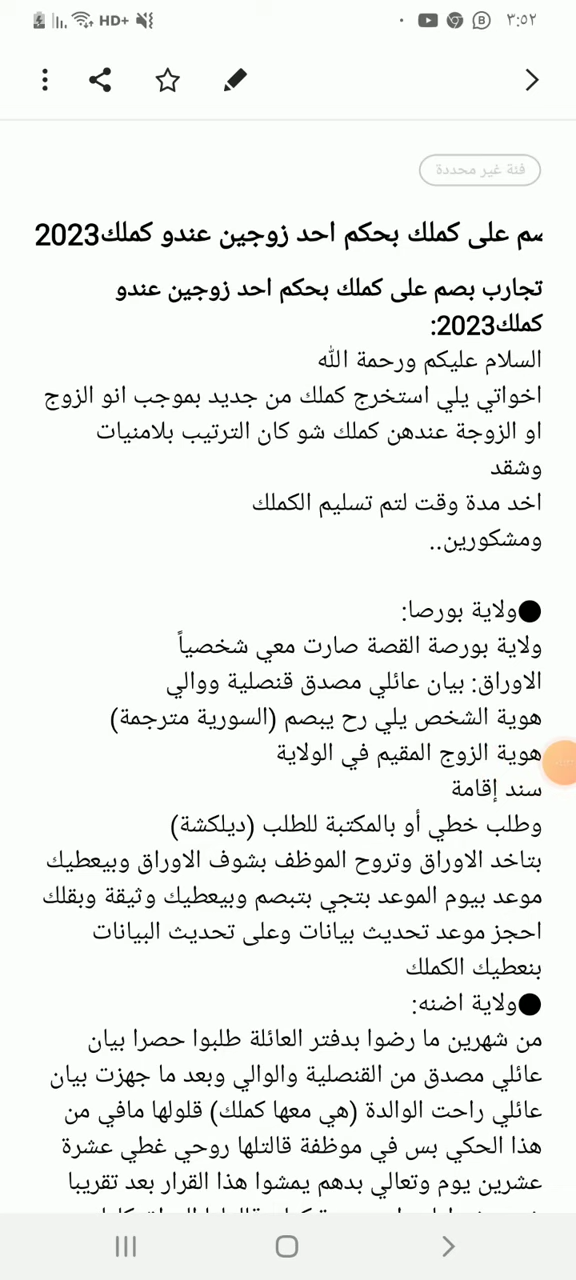 HD+ ٣:٥٢
فئة غير محددة
سم على كملك بحكم احد زوجين عندو كملك2023
تجارب بصم على كملك بحكم احد زوجين عندو
كملك2023:
السلام عليكم ورحمة الله
اخواتي يلي استخرج كملك من جديد بموجب انو الزوج
او الزوجة عندهن كملك شو كان الترتيب بلامنيات
وشقد
اخد مدة وقت لتم تسليم الكملك
ومشكورين..
●ولاية بورصا:
ولاية بورصة القصة صارت معي شخصياً
الاوراق: بيان عائلي مصدق قنصلية ووالي
هوية الشخص يلي رح يبصم (السورية مترجمة)
هوية الزوج المقيم في الولاية
سند إقامة
وطلب خطي أو بالمكتبة للطلب (ديلكشة)
بتاخد الاوراق وتروح الموظف بشوف الاوراق وبيعطيك
موعد بيوم الموعد بتجي بتبصم وبيعطيك وثيقة وبقلك
احجز موعد تحديث بيانات وعلى تحديث البيانات
بنعطيك الكملك
●ولاية اضنه:
من شهرين ما رضوا بدفتر العائلة طلبوا حصرا بيان
عائلي مصدق من القنصلية والوالي وبعد ما جهزت بيان
عائلي راحت الوالدة (هي معها كملك) قلولها مافي من
هذا الحكي بس في موظفة قالتلها روحي غطي عشرة
عشرين يوم وتعالي بدهم يمشوا هذا القرار بعد تقريبا